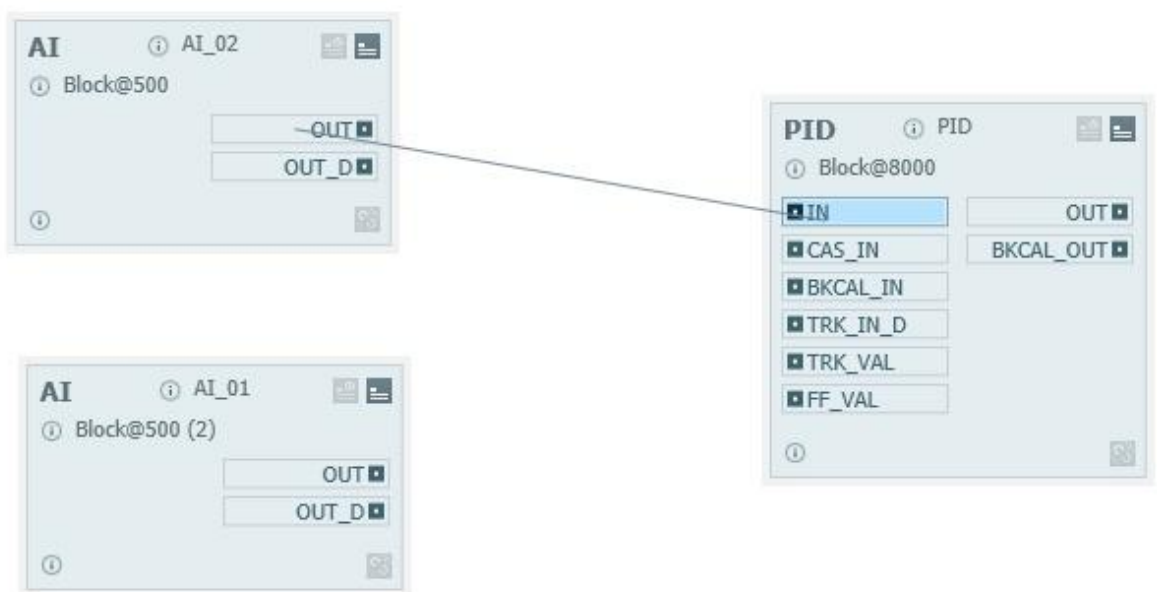 AI AI_02
Block@500
OUT
OUT_D
PID PID
Block@8000
IN OUT
CAS_IN BKCAL_OUT
BKCAL_IN
TRK_IN_D
TRK_VAL
FF_VAL
AI AI_01
Block@500 (2)
OUT
OUT_D